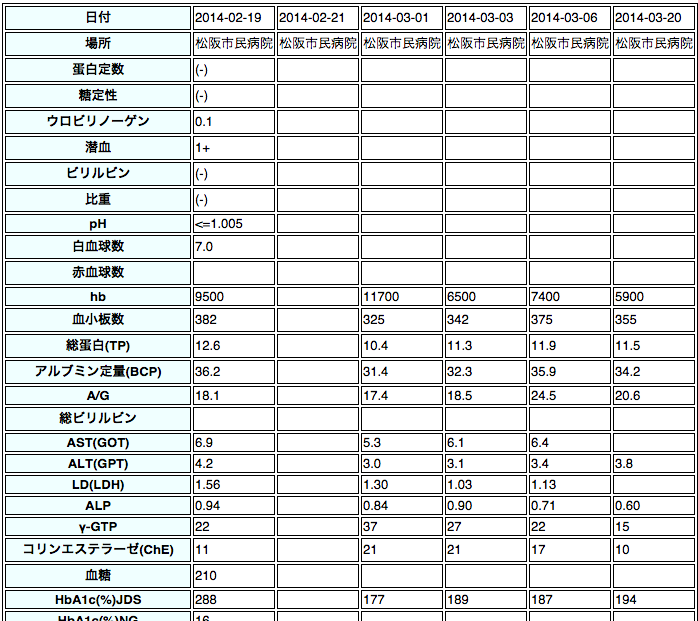 日付 2014-02-19 2014-02-21 2014-03-01 2014-03-03 2014-03-06 2014-03-20
場所 松阪市民病院 松阪市民病院 松阪市民病院 松阪市民病院 松阪市民病院 松阪市民病院
蛋白定数 (-)
糖定性 (-)
ウロビリノーゲン 0.1
潜血 1+
ビリルビン (-)
比重 (-)
pH <=1.005
白血球数 7.0
赤血球数
hb 9500 11700 6500 7400 5900
血小板数 382 325 342 375 355
総蛋白(TP) 12.6 10.4 11.3 11.9 11.5
アルブミン定量(BCP) 36.2 31.4 32.3 35.9 34.2
A/G 18.1 17.4 18.5 24.5 20.6
総ビリルビン
AST(GOT) 6.9 5.3 6.1 6.4
ALT(GPT) 4.2 3.0 3.1 3.4 3.8
LD(LDH) 1.56 1.30 1.03 1.13
ALP 0.94 0.84 0.90 0.71 0.60
γ-GTP 22 37 27 22 15
コリンエステラーゼ(ChE) 11 21 21 17 10
血糖 210
HbA1c(%)JDS 288 177 189 187 194
HbA1c(%)NG 16